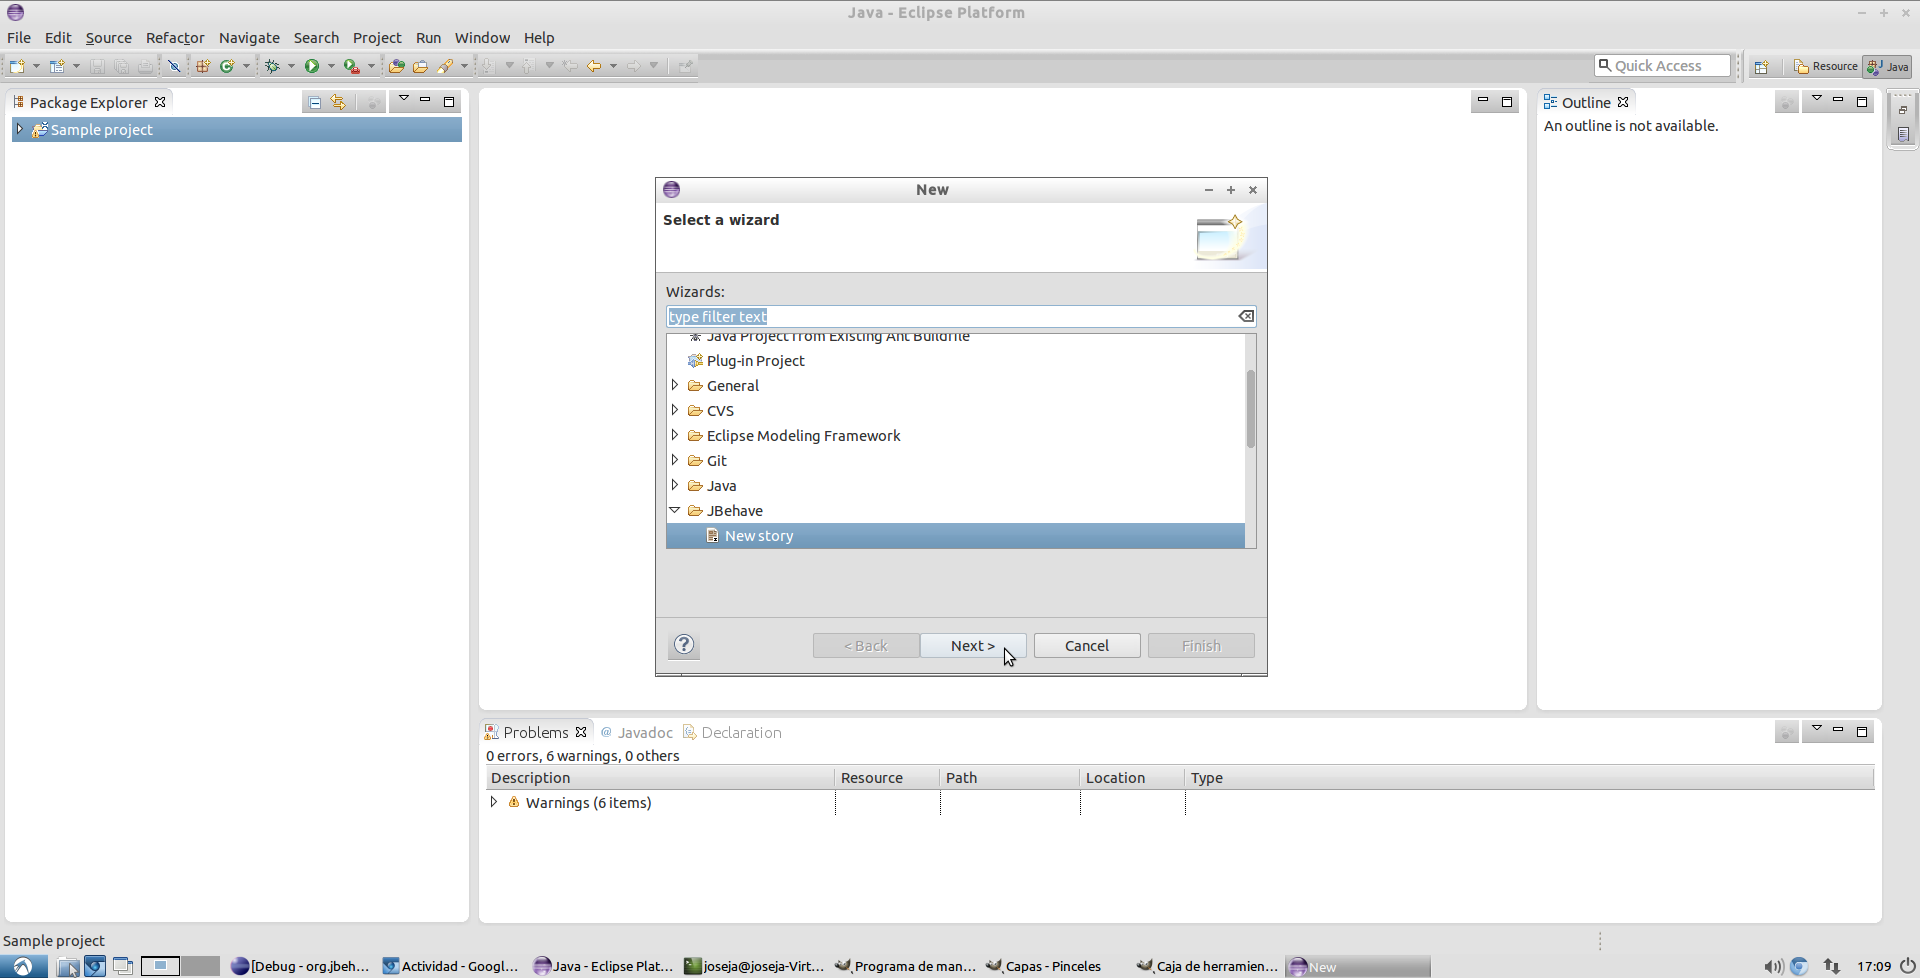 Java - Eclipse Platform
File Edit Source Refactor Navigate Search Project Run Window Help
Quick Access
Resource
Java
Package Explorer
Sample project
Outline
An outline is not available.
New
Select a wizard
Wizards:
type filter text
Java Project from Existing Ant Buildfile
Plug-in Project
General
CVS
Eclipse Modeling Framework
Git
Java
JBehave
New story
< Back Next > Cancel Finish
Problems @ Javadoc Declaration
0 errors, 6 warnings, 0 others
Description Resource Path Location Type
Warnings (6 items)
Sample project
[Debug - org.jbeh... Actividad - Googl... Java - Eclipse Plat... joseja@joseja-Virt... Programa de man... Capas - Pinceles Caja de herramien... New 17:09